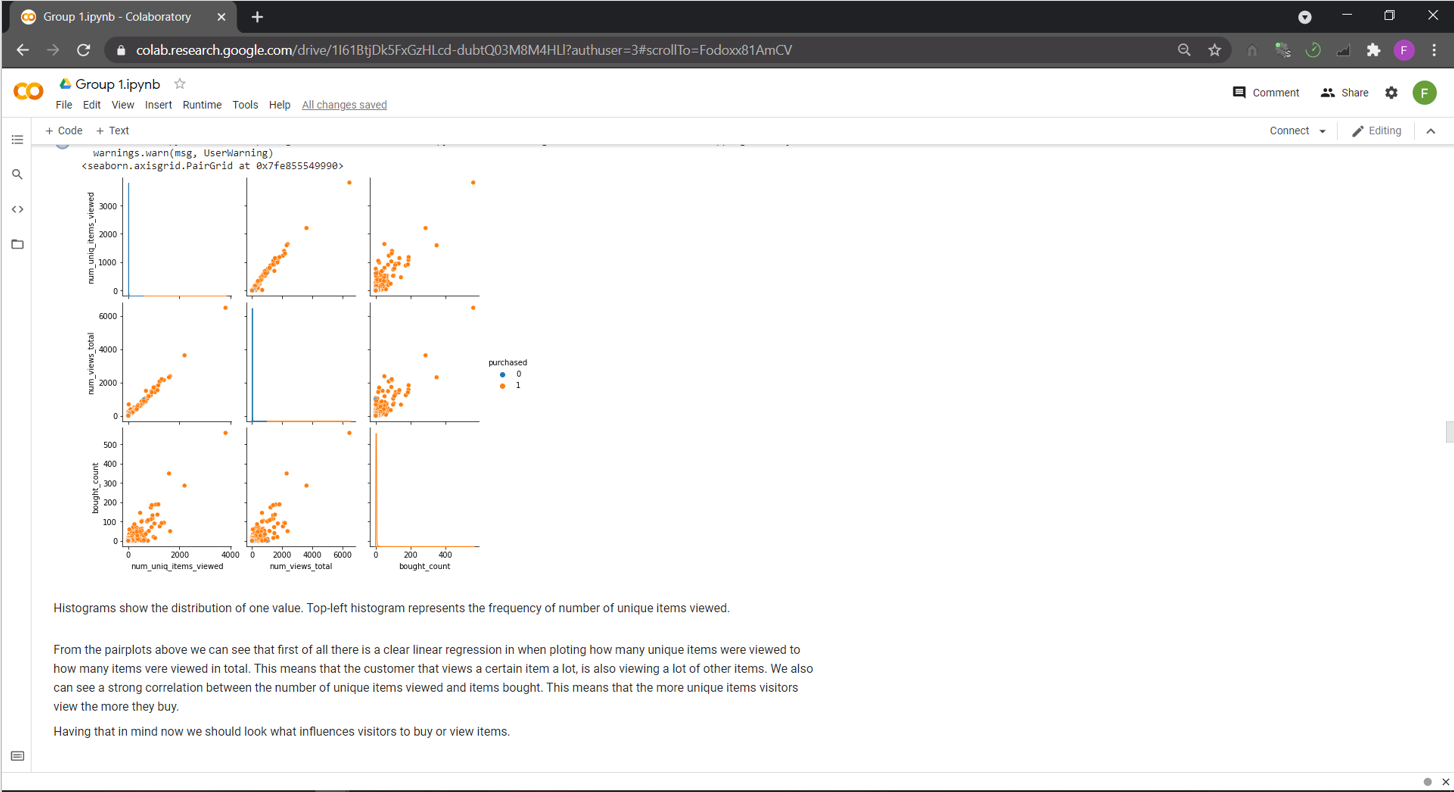 Group 1.ipynb - Colaboratory
colab.research.google.com/drive/1I61BtjDk5FxGzHLcd-dubtQ03M8M4HLl?authuser=3#scrollTo=Fodoxx81AmCV
F
Group 1.ipynb
Comment Share F
File Edit View Insert Runtime Tools Help All changes saved
+ Code + Text Connect Editing
warnings.warn(msg, UserWarning)
<seaborn.axisgrid.PairGrid at 0x7fe855549990>
num_uniq_items_viewed
3000
2000
1000
0
num_views_total
6000
4000
2000
0
purchased
0
1
bought_count
500
400
300
200
100
0
0 2000 4000 0 2000 4000 6000 0 200 400
num_uniq_items_viewed num_views_total bought_count
Histograms show the distribution of one value. Top-left histogram represents the frequency of number of unique items viewed.
From the pairplots above we can see that first of all there is a clear linear regression in when ploting how many unique items were viewed to
how many items vere viewed in total. This means that the customer that views a certain item a lot, is also viewing a lot of other items. We also
can see a strong correlation between the number of unique items viewed and items bought. This means that the more unique items visitors
view the more they buy.
Having that in mind now we should look what influences visitors to buy or view items.